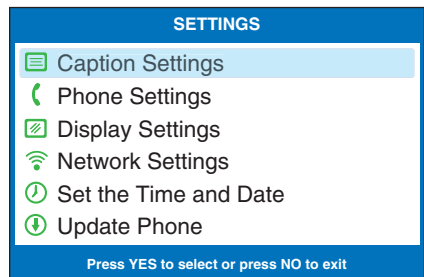 SETTINGS
Caption Settings
Phone Settings
Display Settings
Network Settings
Set the Time and Date
Update Phone
Press YES to select or press NO to exit